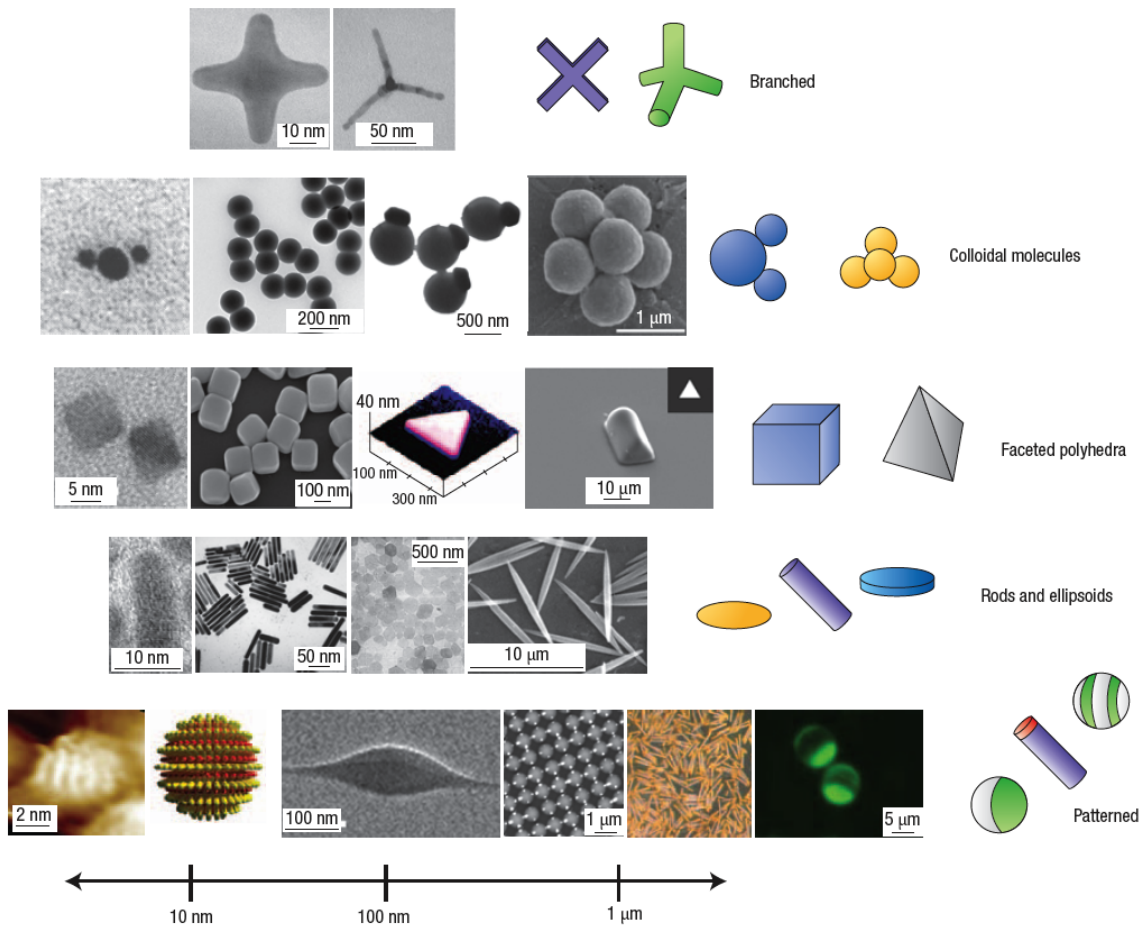 10 nm
50 nm
Branched
200 nm
500 nm
1 μm
Colloidal molecules
5 nm
100 nm
40 nm
100 nm
300 nm
10 μm
Faceted polyhedra
10 nm
50 nm
500 nm
10 μm
Rods and ellipsoids
2 nm
100 nm
1 μm
5 μm
Patterned
10 nm
100 nm
1 μm